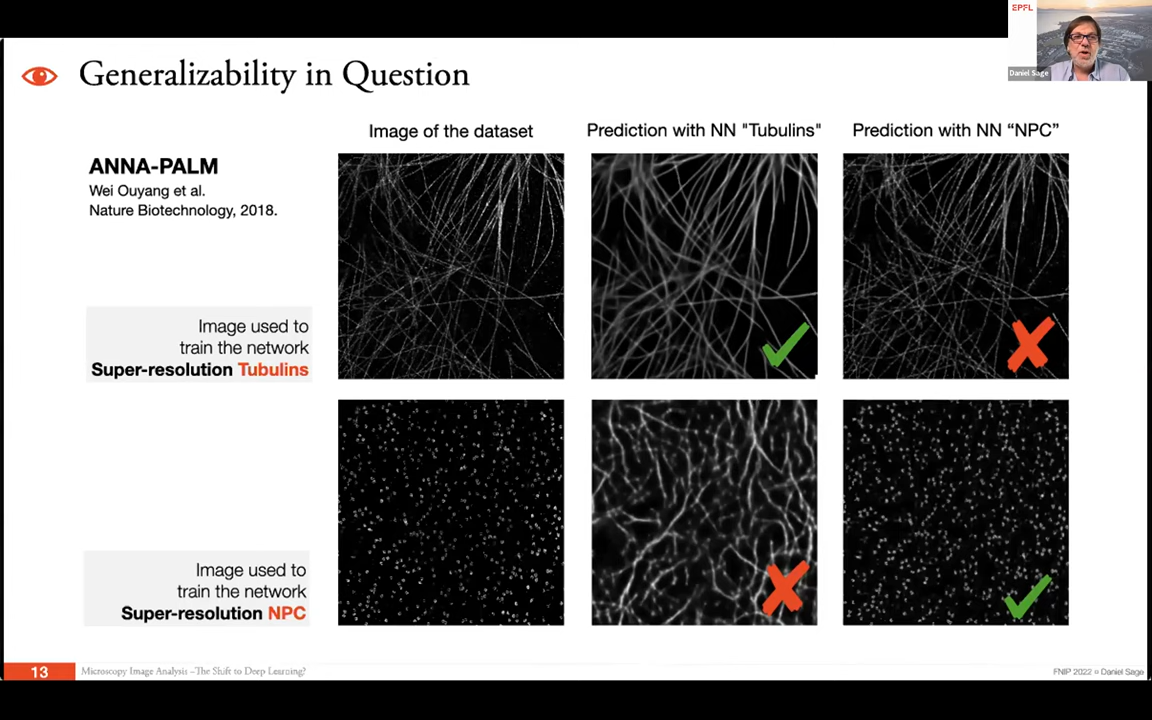 EPFL
Daniel Sage
Generalizability in Question
Image of the dataset
Prediction with NN "Tubulins"
Prediction with NN “NPC”
ANNA-PALM
Wei Ouyang et al.
Nature Biotechnology, 2018.
Image used to
train the network
Super-resolution Tubulins
Image used to
train the network
Super-resolution NPC
13
Microscopy Image Analysis –The Shift to Deep Learning?
FNIP 2022 ¤ Daniel Sage